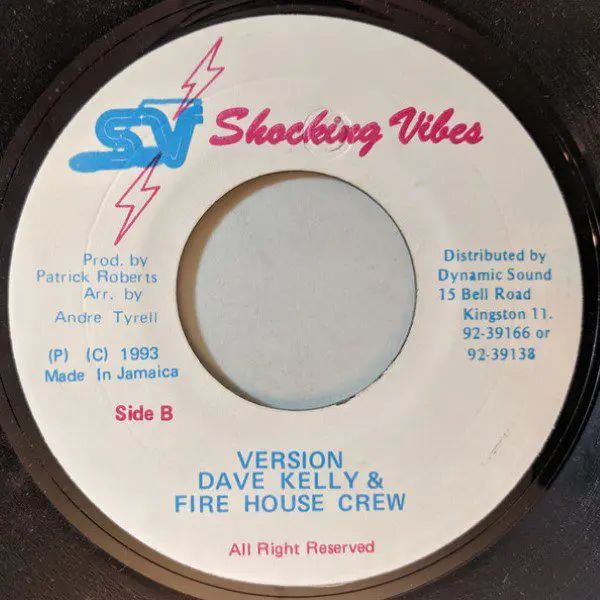 SV Shocking Vibes
Prod. by
Patrick Roberts
Arr. by
Andre Tyrell
(P) (C) 1993
Made In Jamaica
Side B
Distributed by
Dynamic Sound
15 Bell Road
Kingston 11.
92-39166 or
92-39138
VERSION
DAVE KELLY &
FIRE HOUSE CREW
All Right Reserved